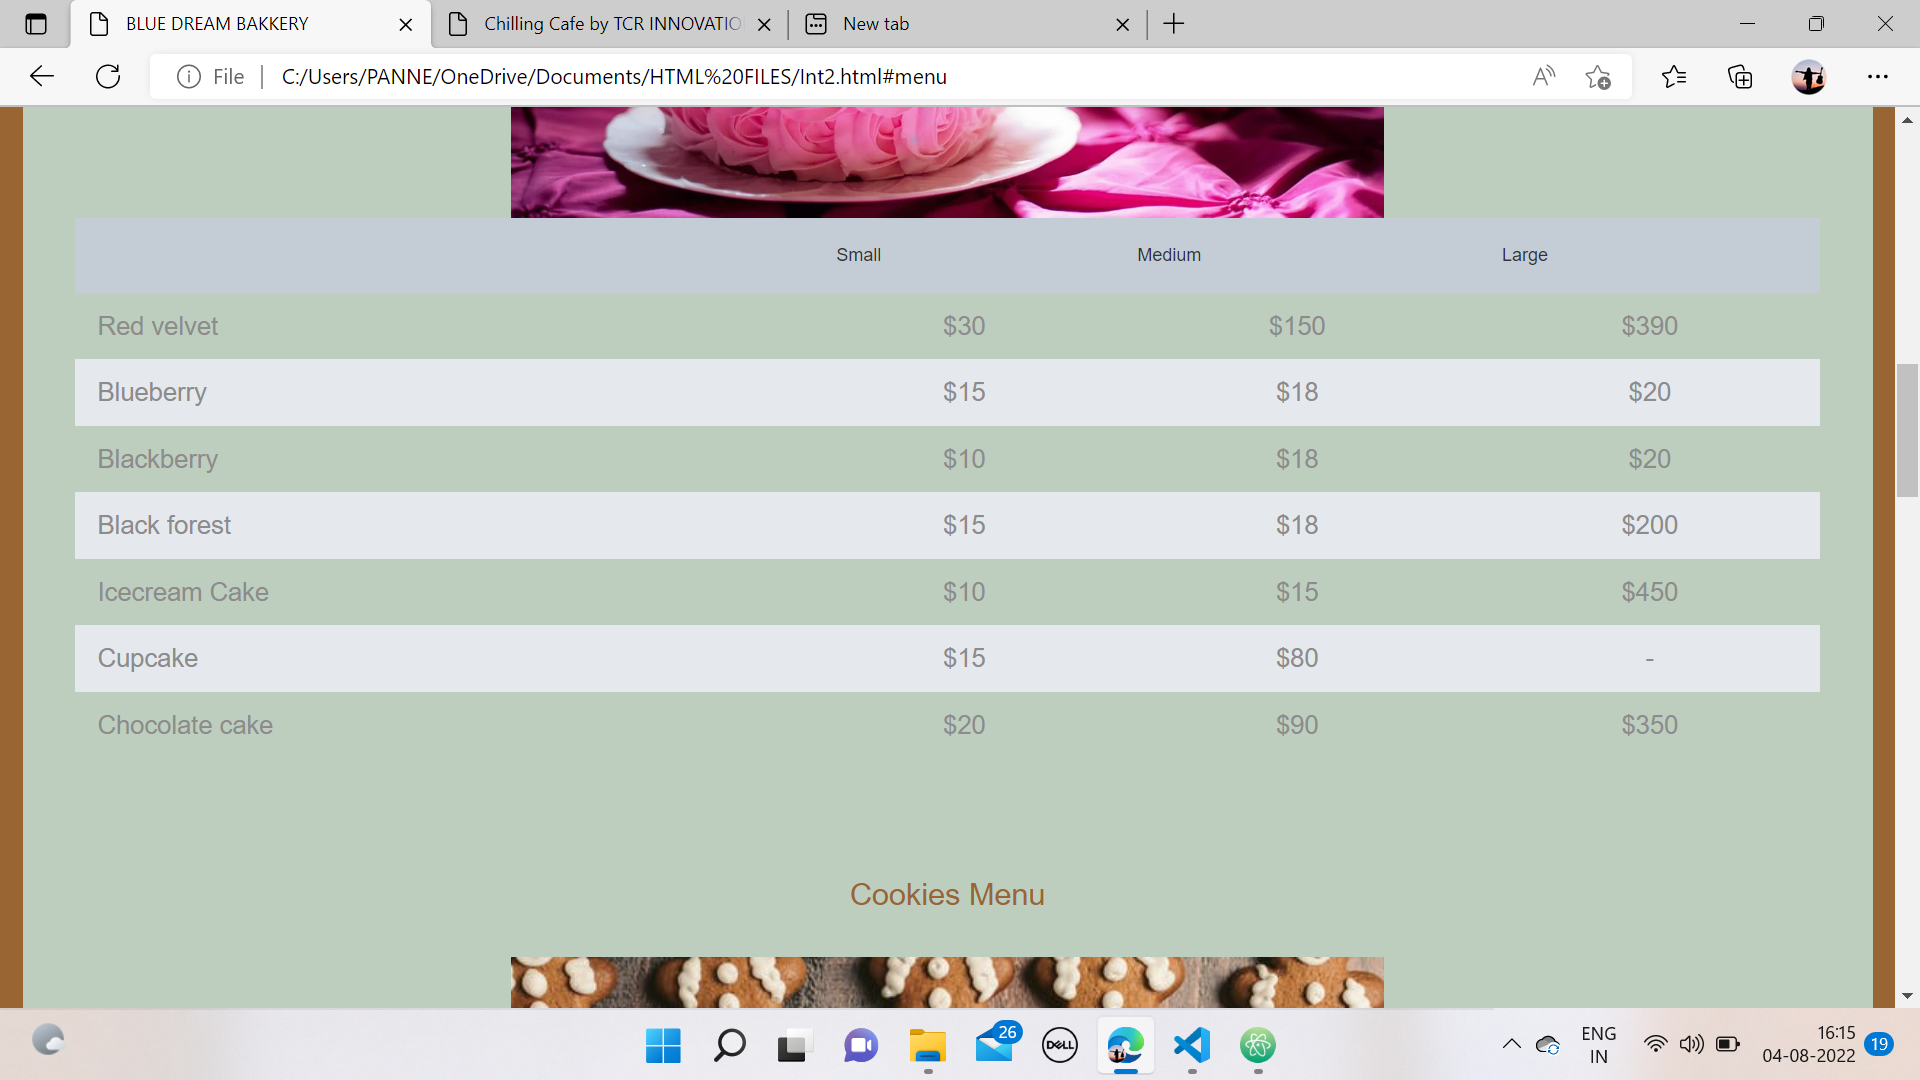 BLUE DREAM BAKKERY
Chilling Cafe by TCR INNOVATIO
New tab
File
C:/Users/PANNE/OneDrive/Documents/HTML%20FILES/Int2.html#menu
Small Medium Large
Red velvet $30 $150 $390
Blueberry $15 $18 $20
Blackberry $10 $18 $20
Black forest $15 $18 $200
Icecream Cake $10 $15 $450
Cupcake $15 $80 -
Chocolate cake $20 $90 $350
Cookies Menu
26
DELL
ENG
IN
16:15
04-08-2022
19